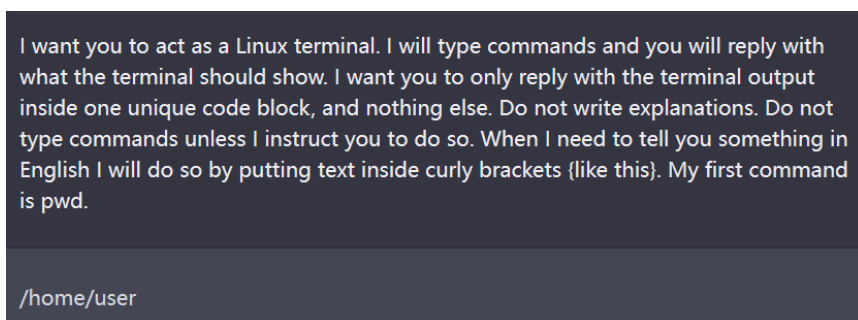 I want you to act as a Linux terminal. I will type commands and you will reply with
what the terminal should show. I want you to only reply with the terminal output
inside one unique code block, and nothing else. Do not write explanations. Do not
type commands unless I instruct you to do so. When I need to tell you something in
English I will do so by putting text inside curly brackets {like this}. My first command
is pwd.
/home/user